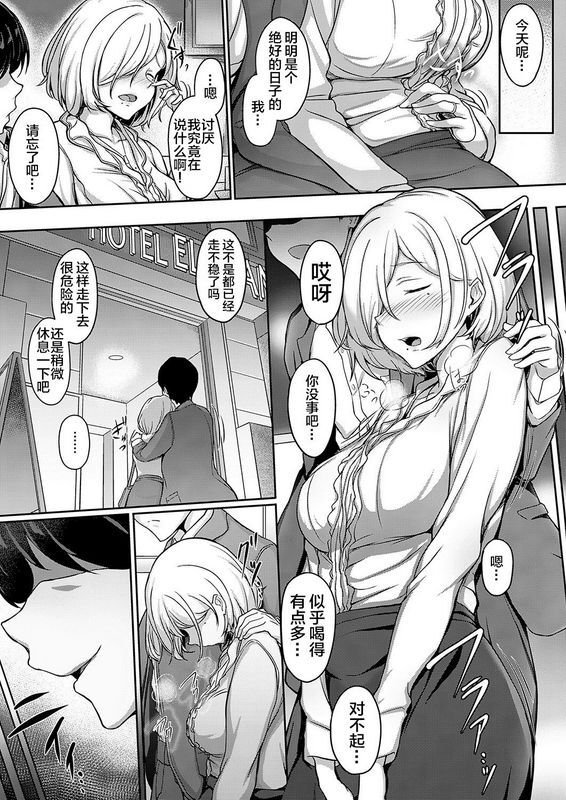 今天呢…
明明是个
绝好的日子的
我…
…嗯
讨厌
我究竟在
说什么啊！
请忘了吧…
哎呀
你没事吧…
嗯…
似乎喝得
有点多…
对不起…
HOTEL EL
这不是都已经
走不稳了吗
这样走下去
很危险的
还是稍微
休息一下吧
……